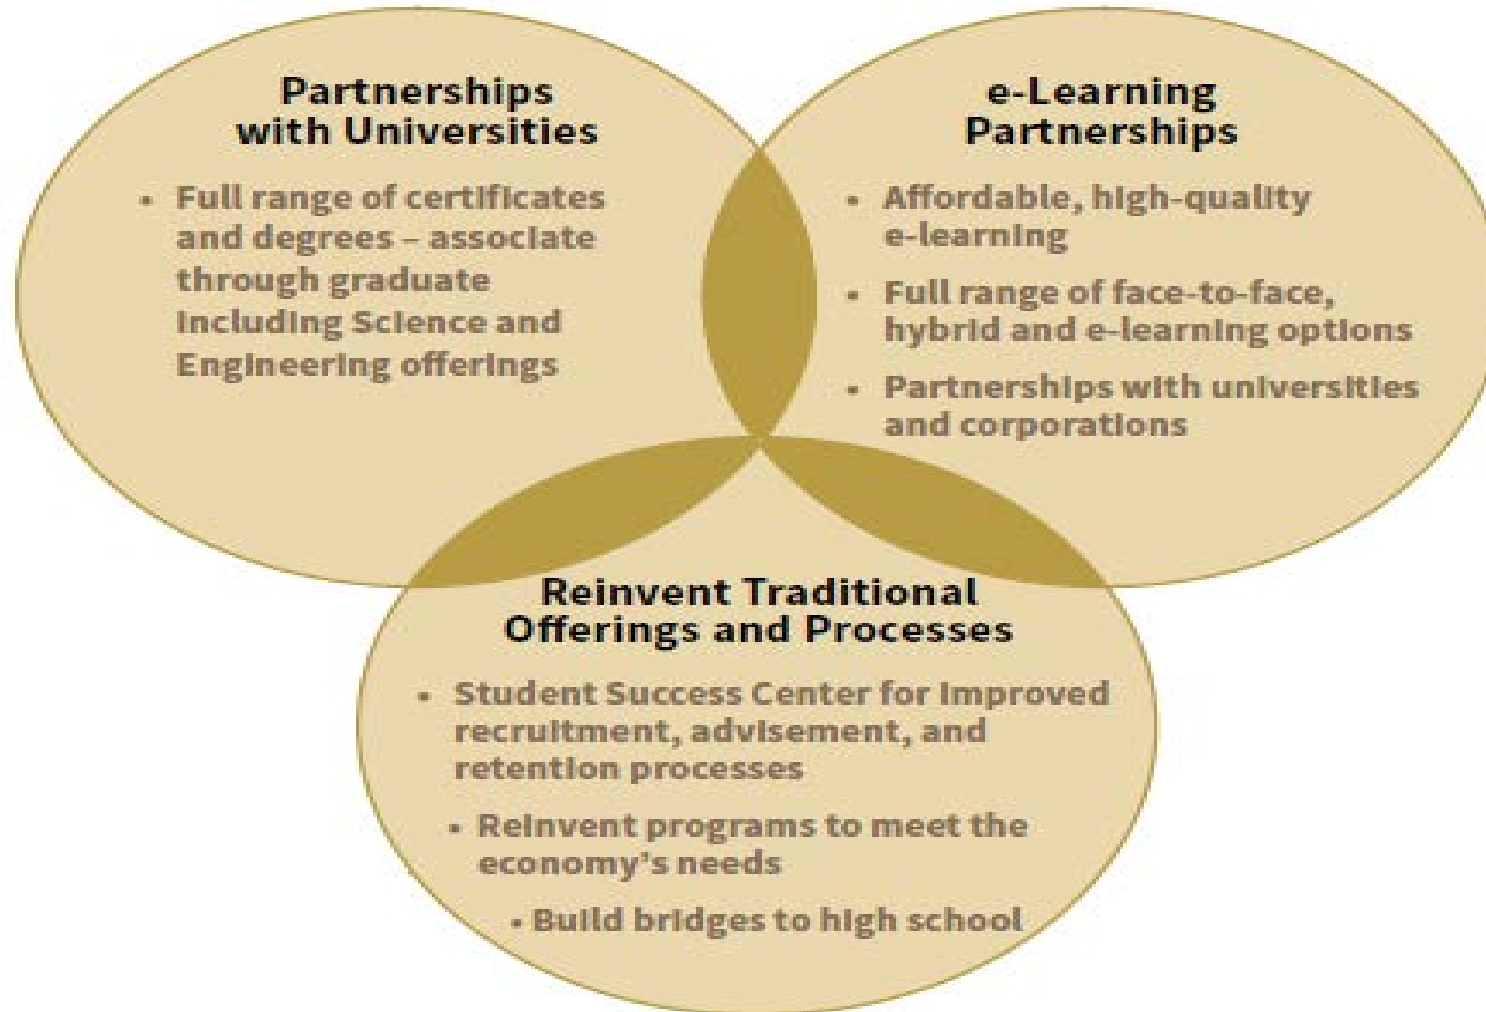 Partnerships
with Universities
• Full range of certificates
and degrees – associate
through graduate
including Science and
Engineering offerings
e-Learning
Partnerships
• Affordable, high-quality
e-learning
• Full range of face-to-face,
hybrid and e-learning options
• Partnerships with universities
and corporations
Reinvent Traditional
Offerings and Processes
• Student Success Center for improved
recruitment, advisement, and
retention processes
• Reinvent programs to meet the
economy's needs
• Build bridges to high school